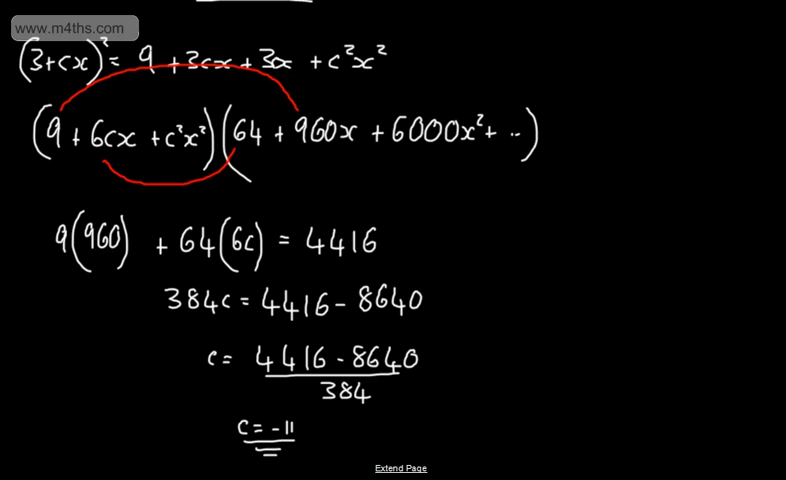 www.m4ths.com
(3+cx)² = 9 + 3cx + 3cx + c²x²
(9 + 6cx + c²x²)(64 + 960x + 6000x² + ..)
9(960) + 64(6c) = 4416
384c = 4416 - 8640
c = 4416 - 8640
384
c = -11
Extend Page